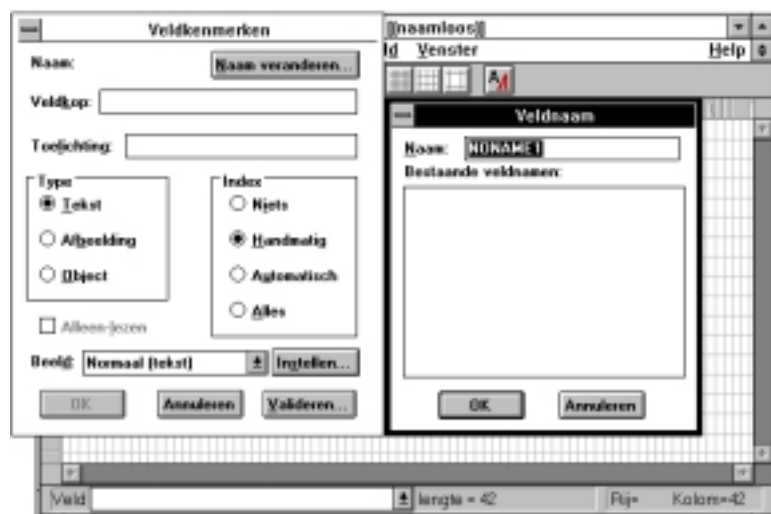 Veldkenmerken
Naam:
Naam veranderen...
Veldkop:
Toelichting:
Type
Tekst
Afbeelding
Object
Index
Niets
Handmatig
Automatisch
Alles
Alleen-lezen
Beeld: Normaal (tekst)
Instellen...
OK
Annuleren
Valideren...
[[naamloos]]
ld Venster Help
Veldnaam
Naam: NONAME1
Bestaande veldnamen:
OK
Annuleren
Veld
lengte = 42
Rij=
Kolom=42